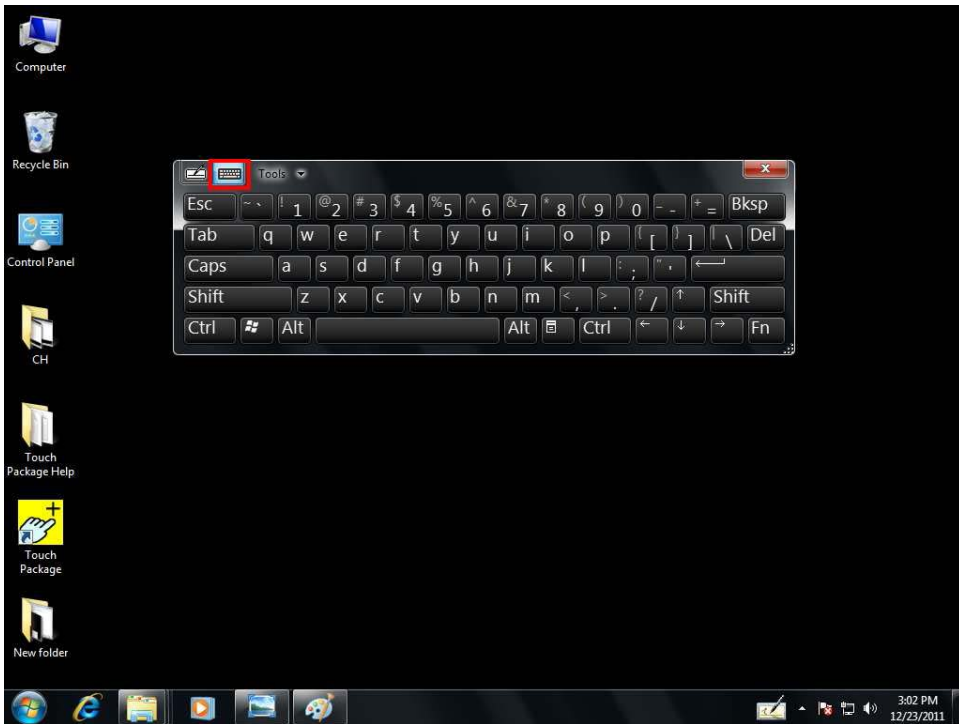 Computer
Recycle Bin
Control Panel
CH
Touch
Package Help
Touch
Package
New folder
Tools
Esc ~ ` ! 1 @ 2 # 3 $ 4 % 5 ^ 6 & 7 * 8 ( 9 ) 0 _ - + = Bksp
Tab q w e r t y u i o p { [ } ] | \ Del
Caps a s d f g h j k l : ; " ' ←
Shift z x c v b n m < , > . ? / ↑ Shift
Ctrl Alt Alt Ctrl ← ↓ → Fn
3:02 PM
12/23/2011